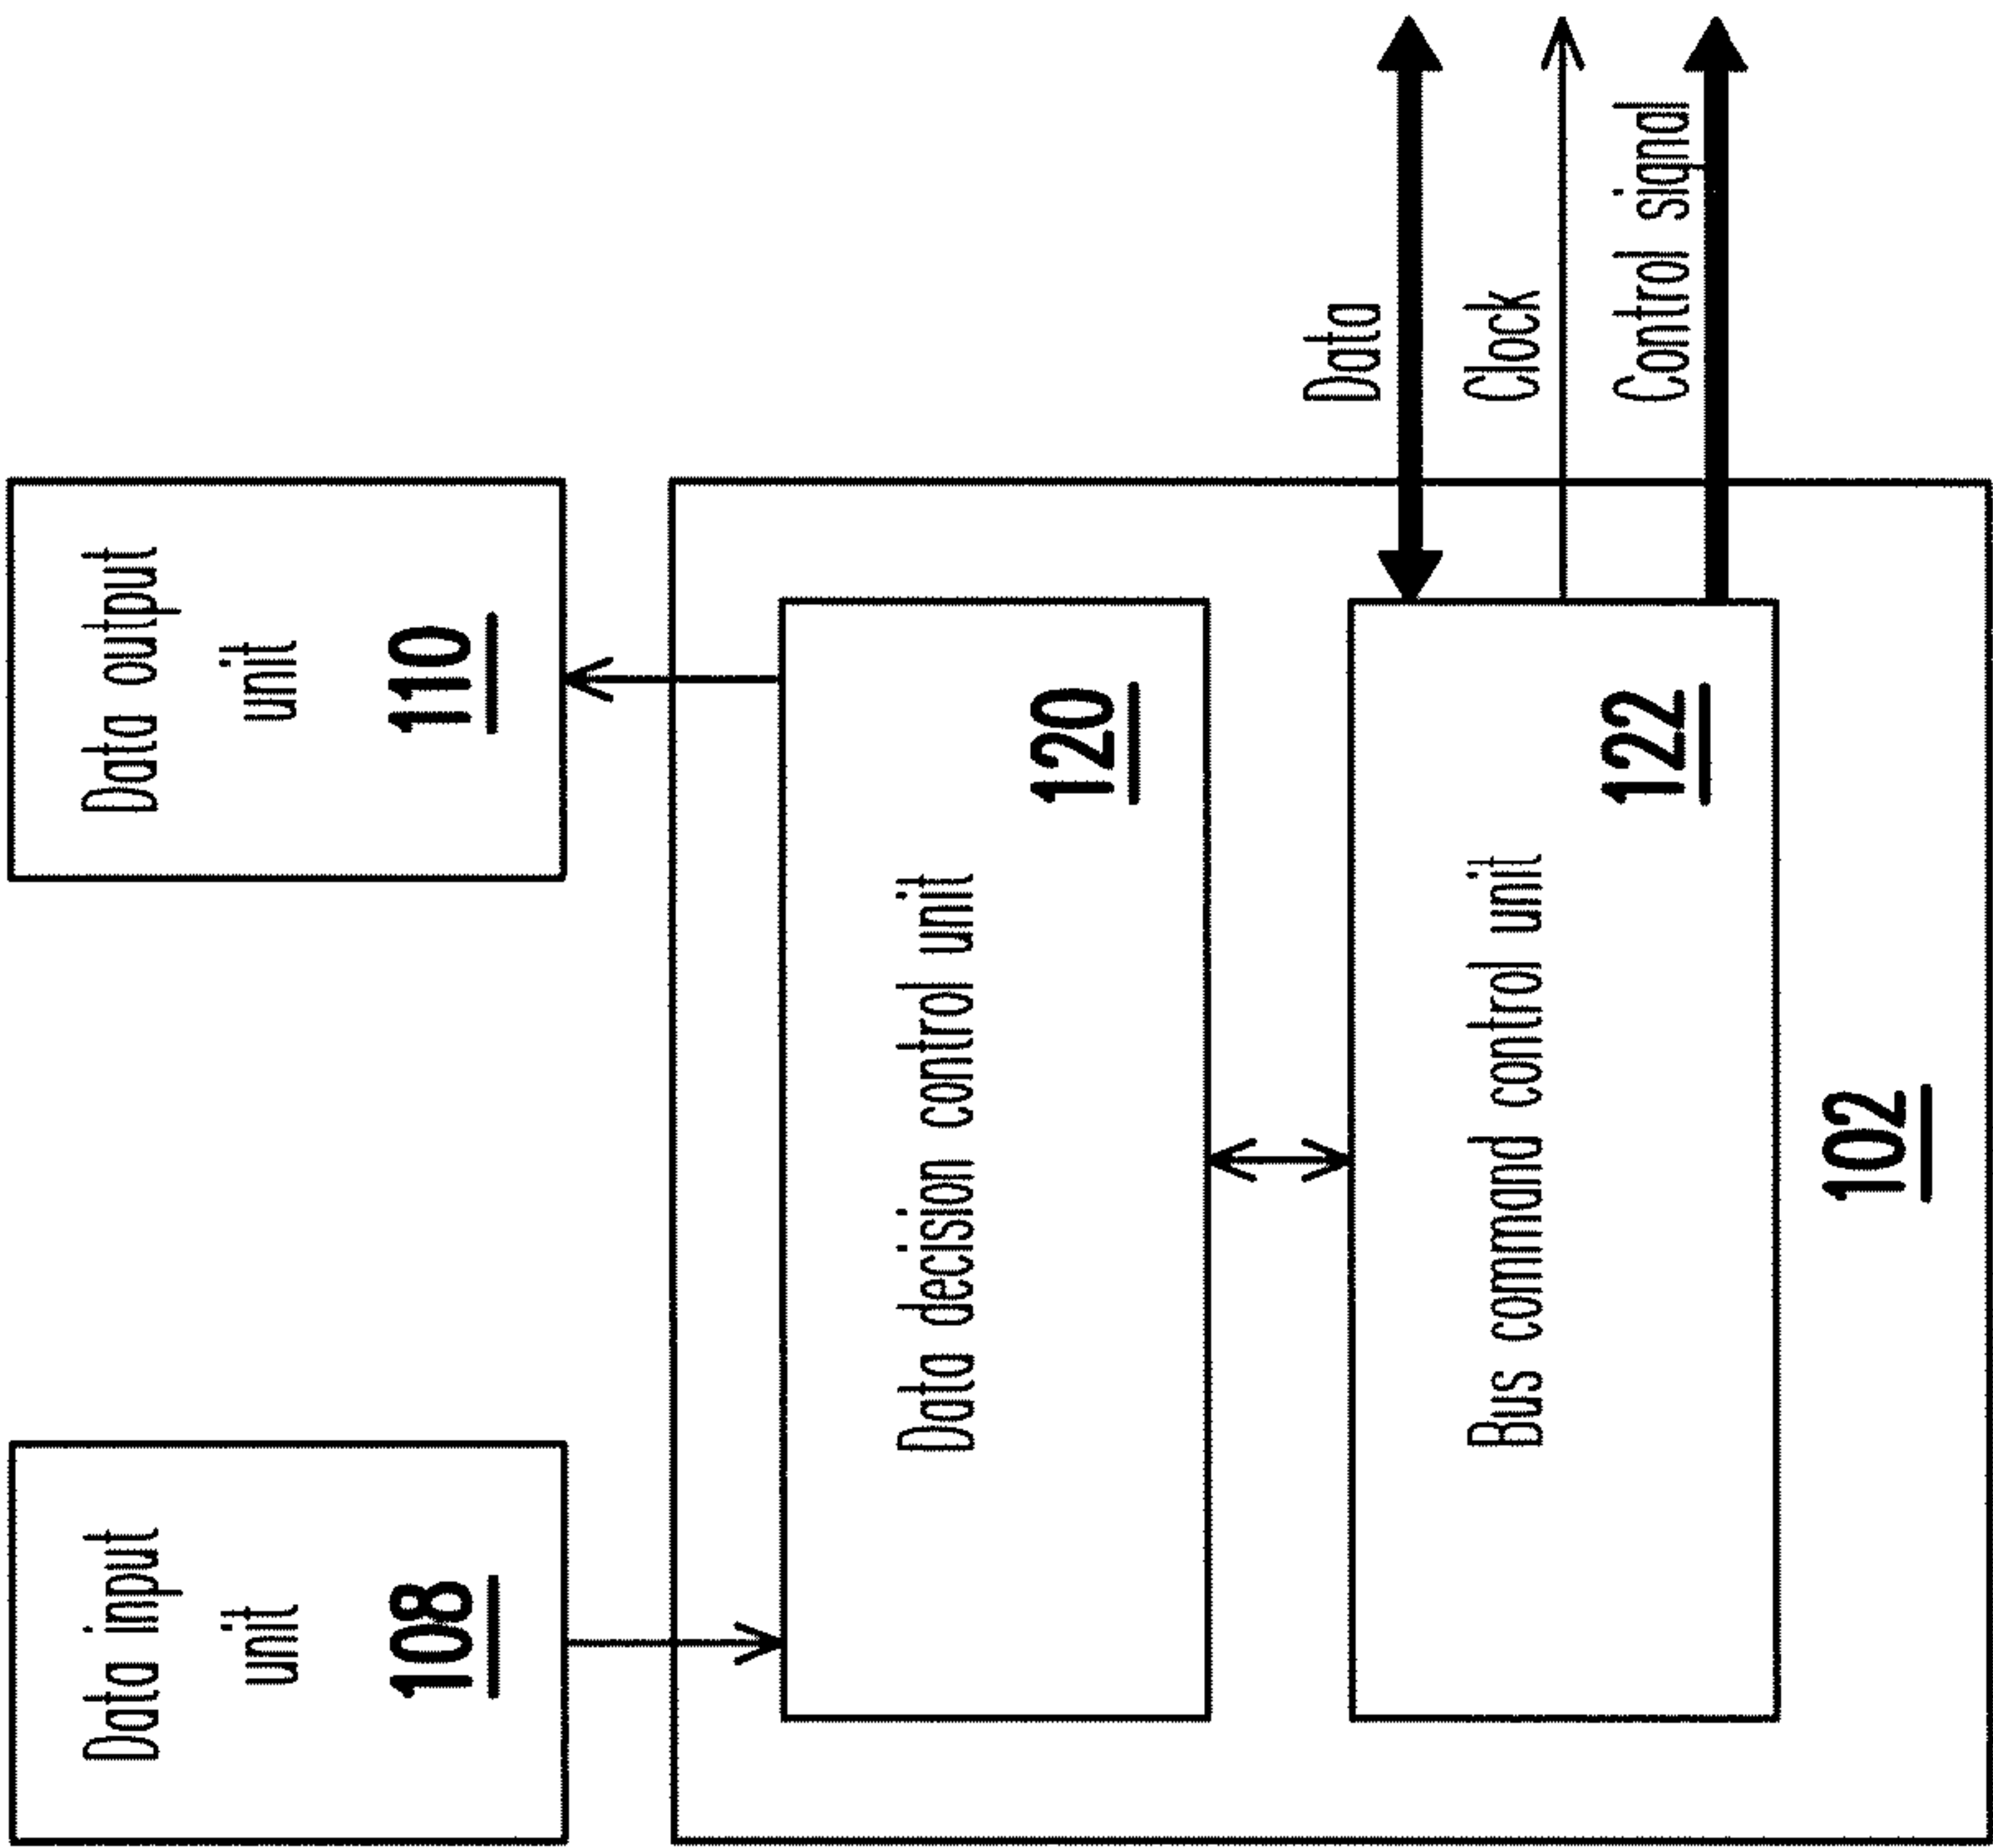 Data input
unit
108
Data output
unit
110
Data decision control unit
120
Bus command control unit
122
102
Data
Clock
Control signal